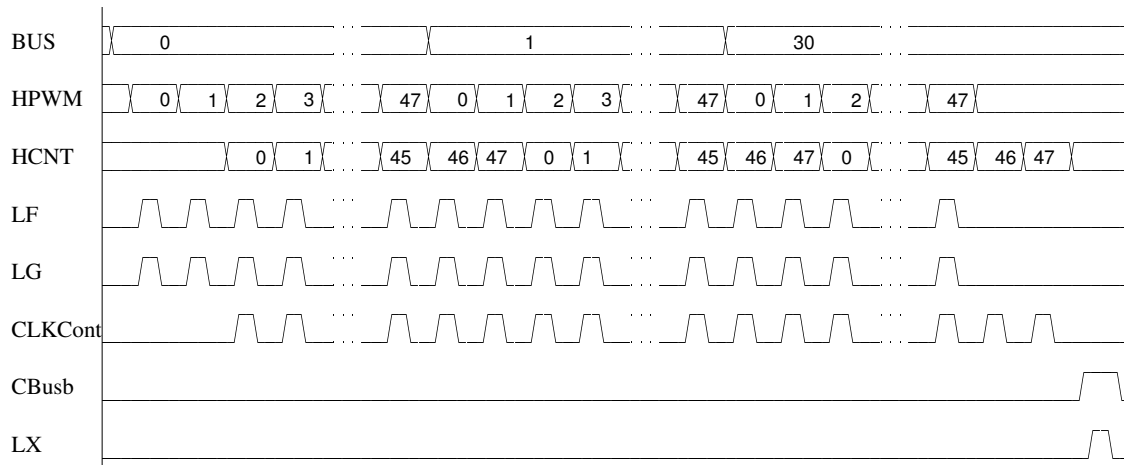 BUS 0 1 30
HPWM 0 1 2 3 47 0 1 2 3 47 0 1 2 47
HCNT 0 1 45 46 47 0 1 45 46 47 0 45 46 47
LF
LG
CLKCont
CBusb
LX